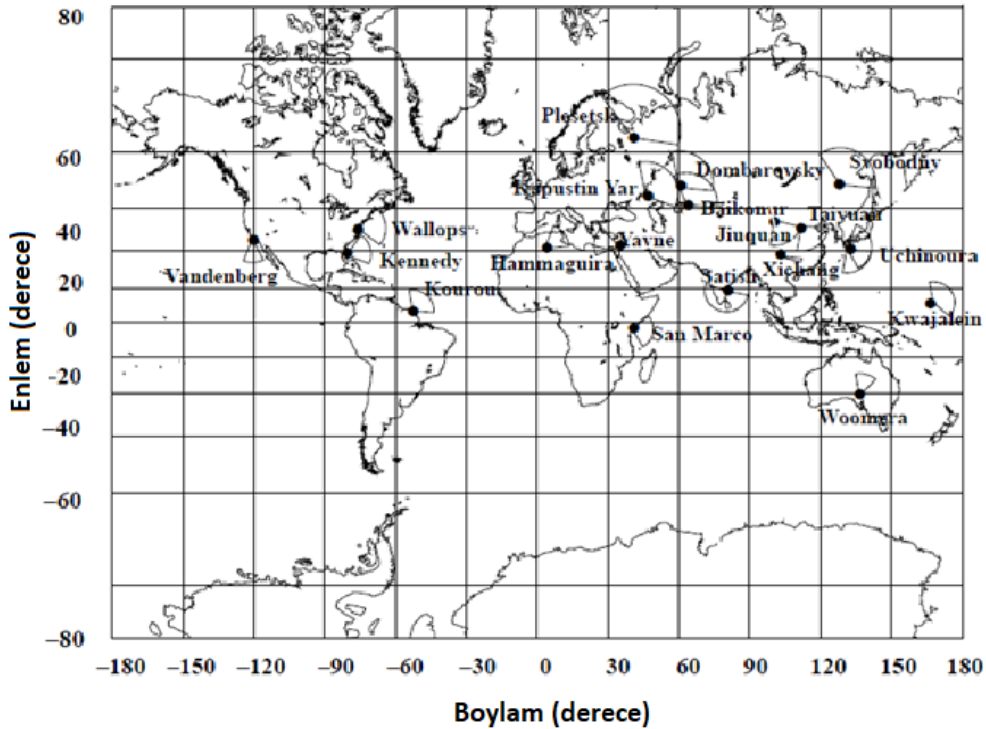 80
60
40
20
0
-20
-40
-60
-80
Enlem (derece)
Plesetsk
Dombarovsky
Svobodny
Kapustin Yar
Baikonur
Taiyuan
Jiuquan
Wallops
Kennedy
Vandenberg
Kourou
Hammaguira
Yavne
Satish
Xichang
Uchinoura
Kwajalein
San Marco
Woomera
-180 -150 -120 -90 -60 -30 0 30 60 90 120 150 180
Boylam (derece)